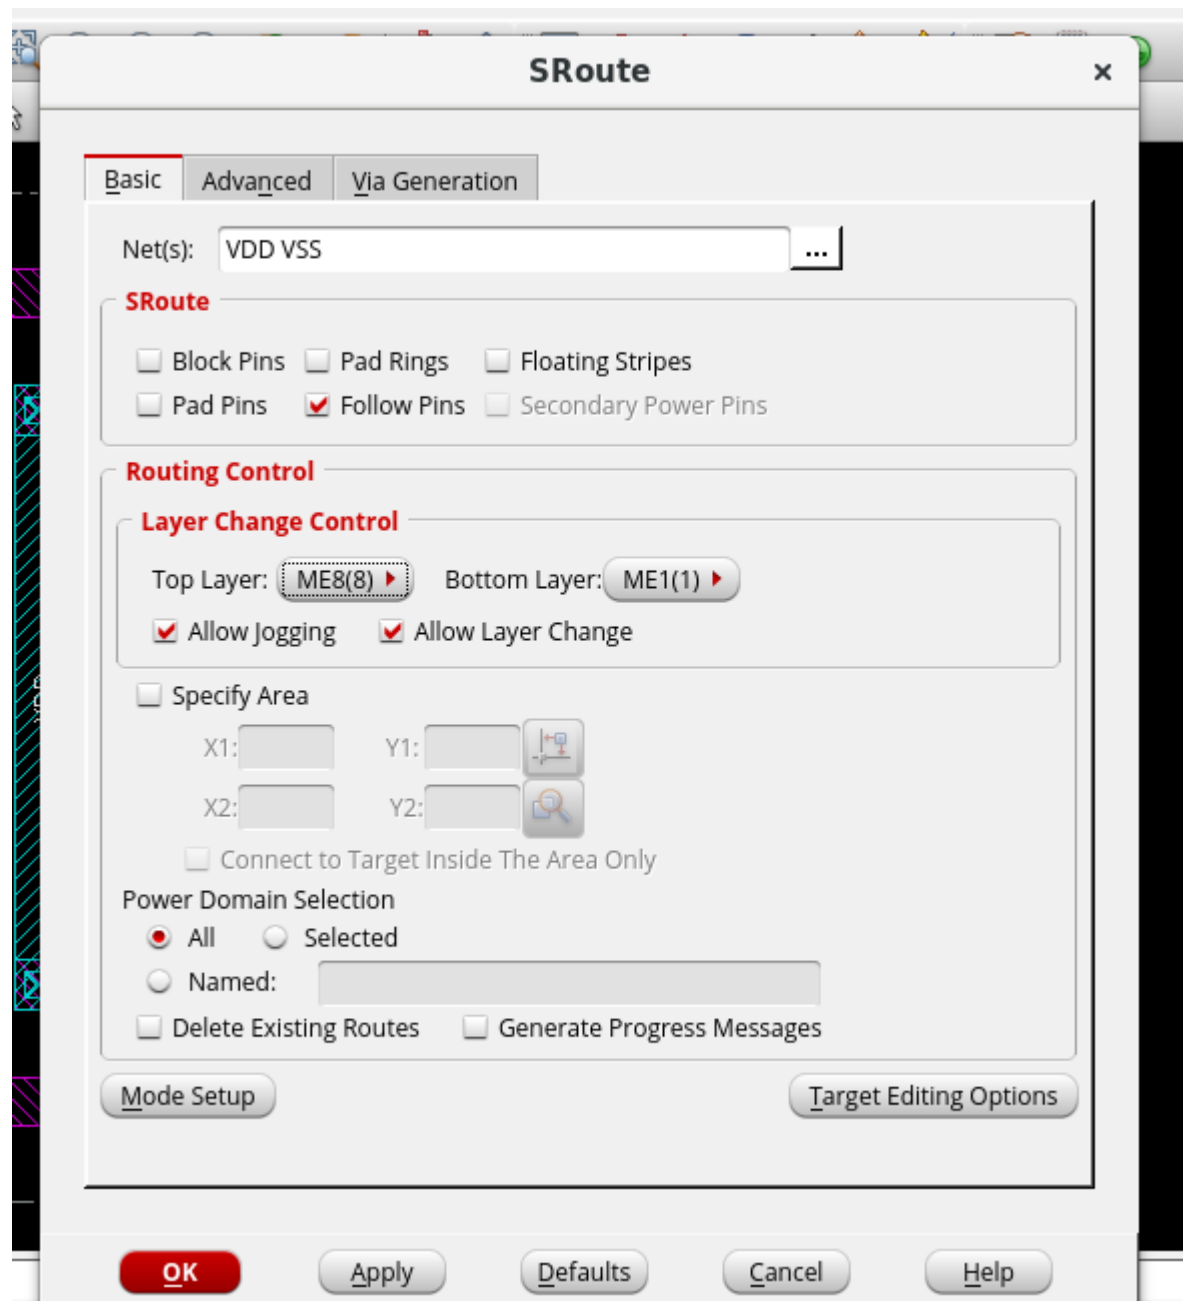 SRoute
Basic Advanced Via Generation
Net(s): VDD VSS ...
SRoute
Block Pins Pad Rings Floating Stripes
Pad Pins Follow Pins Secondary Power Pins
Routing Control
Layer Change Control
Top Layer: ME8(8) Bottom Layer: ME1(1)
Allow Jogging Allow Layer Change
Specify Area
X1: Y1:
X2: Y2:
Connect to Target Inside The Area Only
Power Domain Selection
All Selected
Named:
Delete Existing Routes Generate Progress Messages
Mode Setup Target Editing Options
OK Apply Defaults Cancel Help